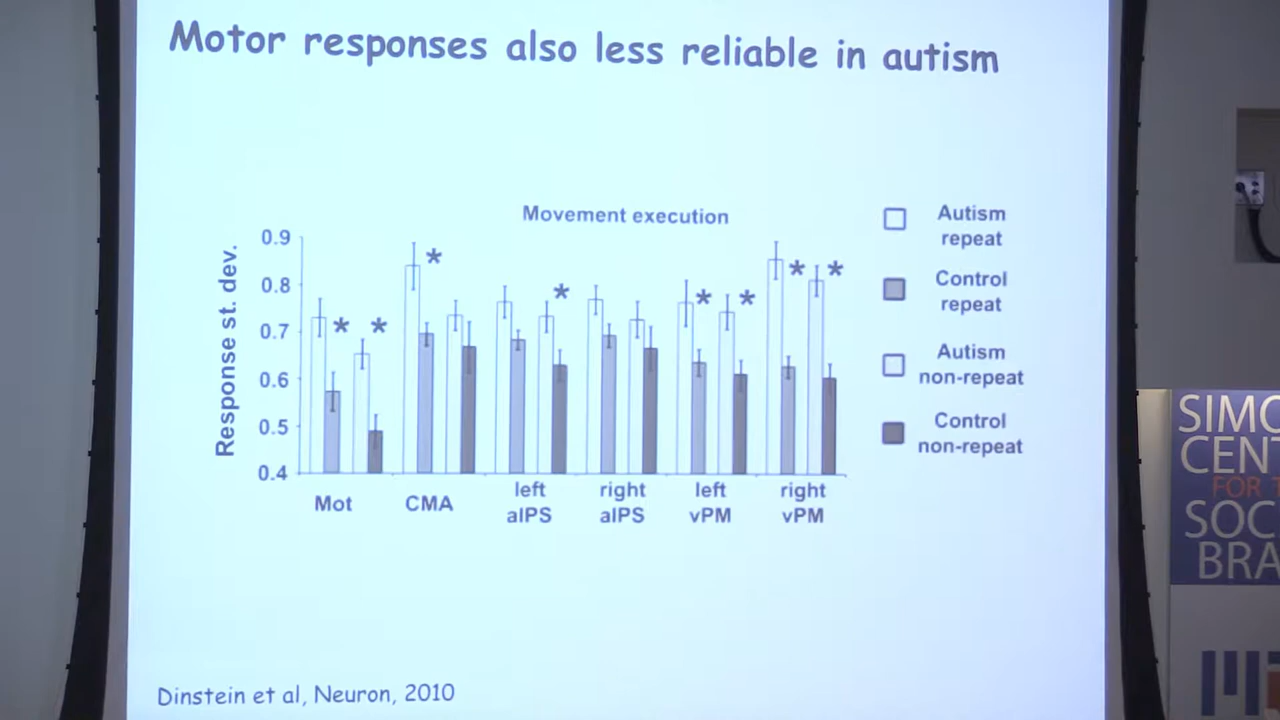 Motor responses also less reliable in autism
Movement execution
Response st. dev.
0.9
0.8
0.7
0.6
0.5
0.4
*
*
*
*
*
*
*
*
Mot
CMA
left
aIPS
right
aIPS
left
vPM
right
vPM
Autism
repeat
Control
repeat
Autism
non-repeat
Control
non-repeat
Dinstein et al, Neuron, 2010
SIMO
CENT
FOR T
SOC
BRA